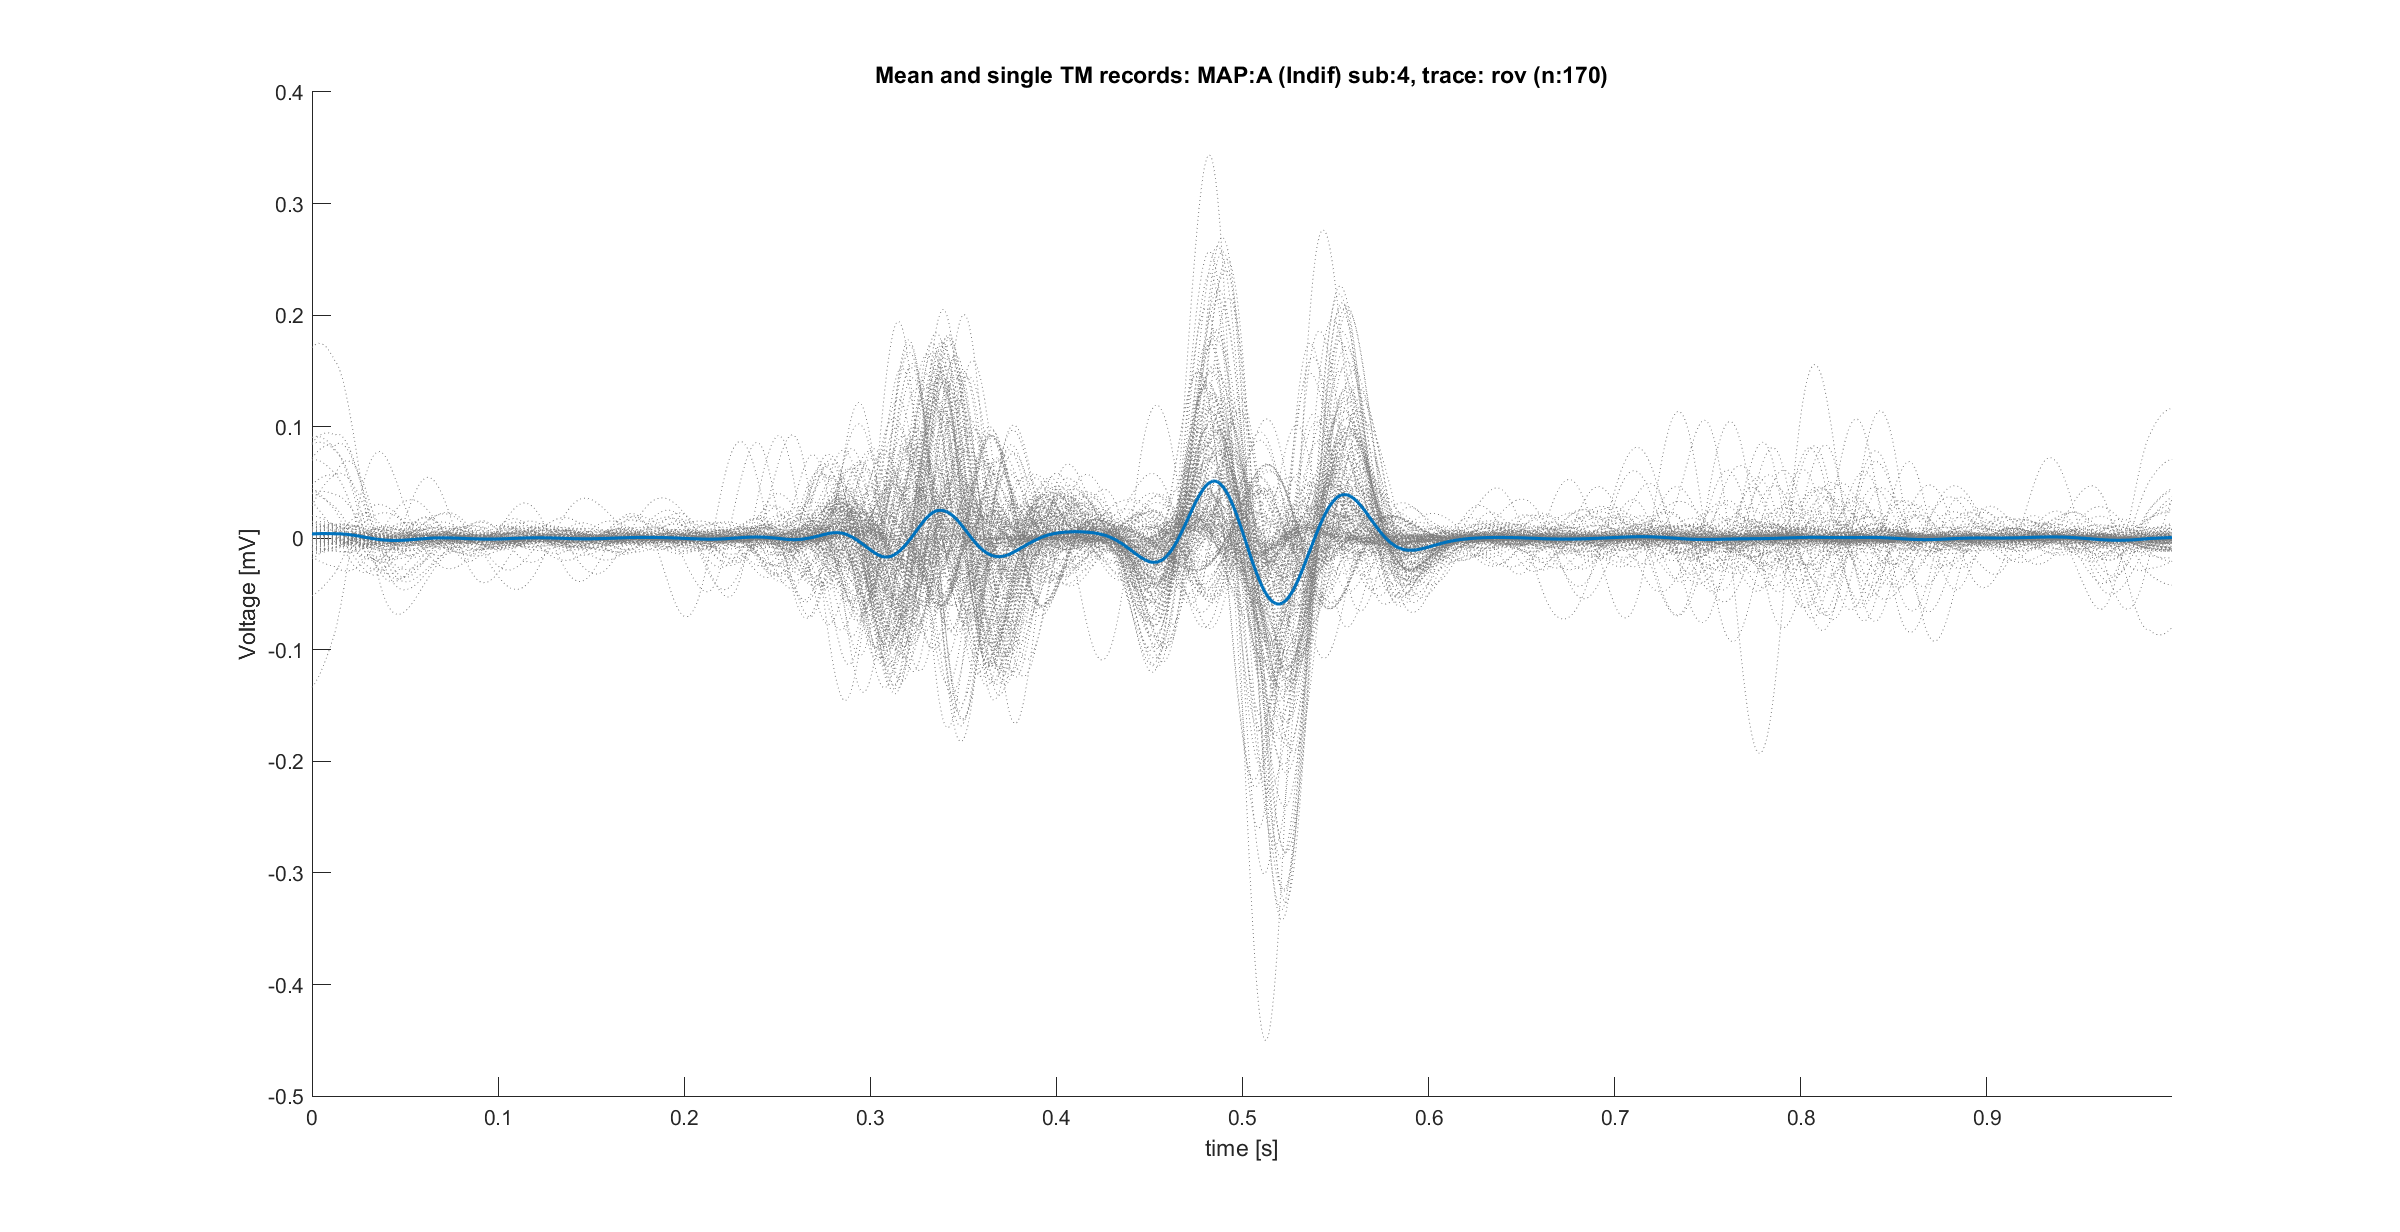 Mean and single TM records: MAP:A (Indif) sub:4, trace: rov (n:170)
0.4
0.3
0.2
0.1
0
-0.1
-0.2
-0.3
-0.4
-0.5
Voltage [mV]
0 0.1 0.2 0.3 0.4 0.5 0.6 0.7 0.8 0.9
time [s]